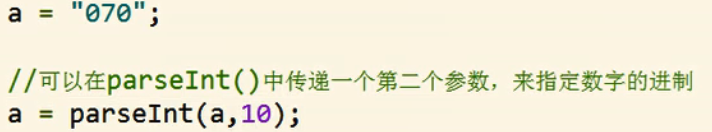 a = "070";
//可以在parseInt()中传递一个第二个参数，来指定数字的进制
a = parseInt(a,10);